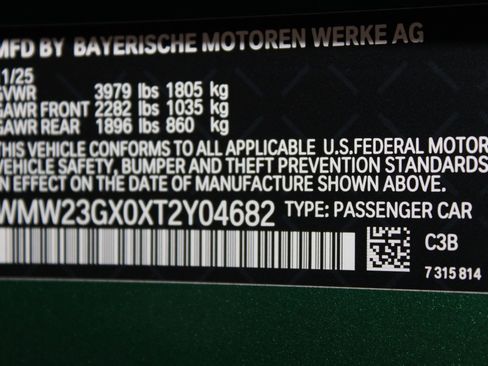 MFD BY BAYERISCHE MOTOREN WERKE AG
1/25
GVWR 3979 lbs 1805 kg
GAWR FRONT 2282 lbs 1035 kg
GAWR REAR 1896 lbs 860 kg
THIS VEHICLE CONFORMS TO ALL APPLICABLE U.S.FEDERAL MOTOR
VEHICLE SAFETY, BUMPER AND THEFT PREVENTION STANDARDS
IN EFFECT ON THE DATE OF MANUFACTURE SHOWN ABOVE.
WMW23GX0XT2Y04682 TYPE: PASSENGER CAR
C3B
7 315 814